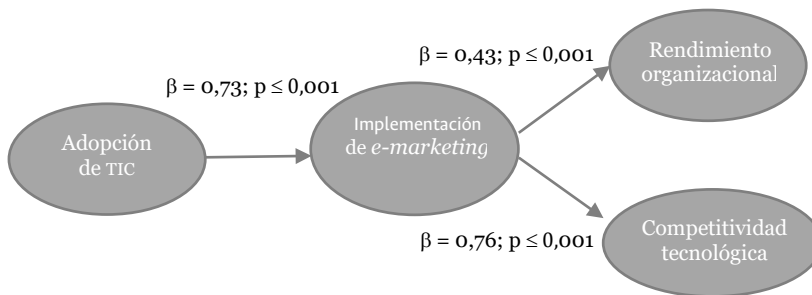 β = 0,73; p ≤ 0,001
β = 0,43; p ≤ 0,001
Rendimiento
organizacional
Adopción
de TIC
Implementación
de e-marketing
β = 0,76; p ≤ 0,001
Competitividad
tecnológica